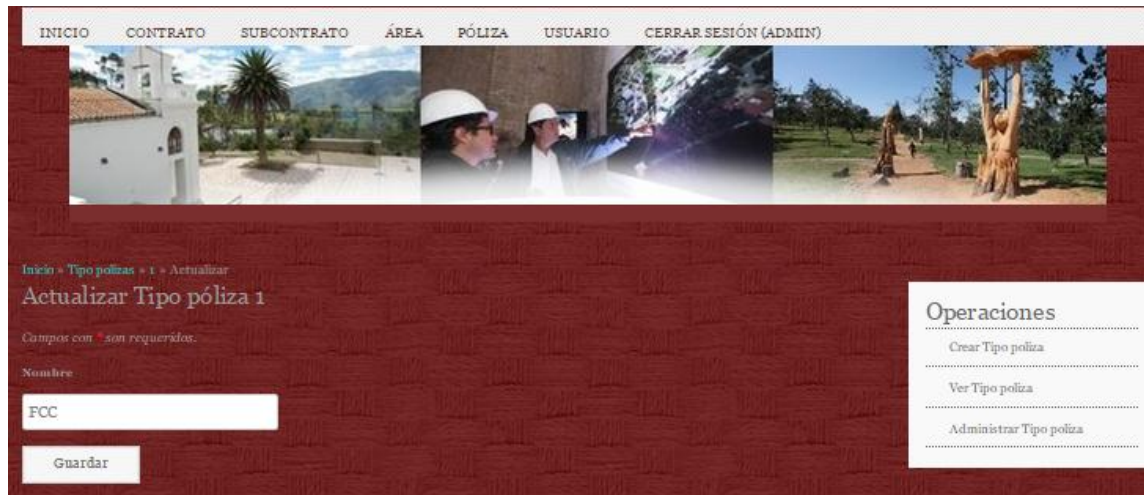 INICIO CONTRATO SUBCONTRATO ÁREA PÓLIZA USUARIO CERRAR SESIÓN (ADMIN)
Inicio » Tipo polizas » 1 » Actualizar
Actualizar Tipo póliza 1
Campos con * son requeridos.
Nombre
FCC
Guardar
Operaciones
Crear Tipo poliza
Ver Tipo poliza
Administrar Tipo poliza